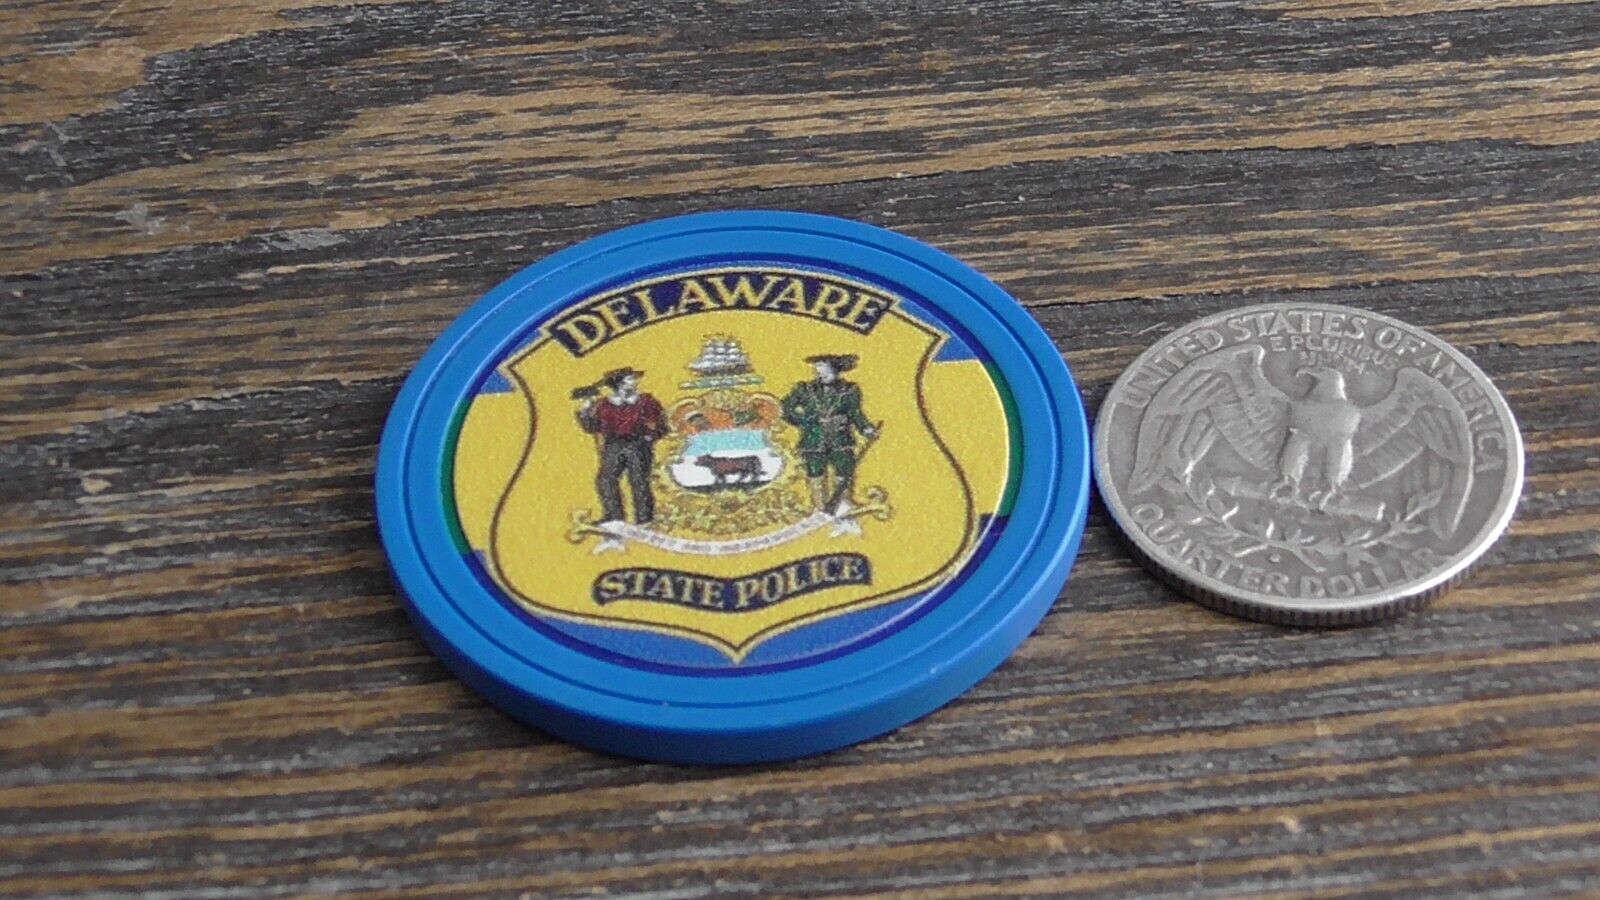 DELAWARE
STATE POLICE
UNITED STATES OF AMERICA
E PLURIBUS
UNUM
QUARTER DOLLAR